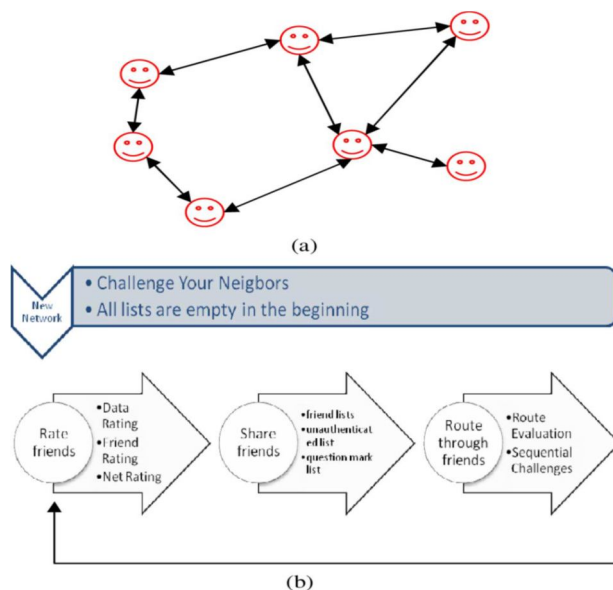 (a)
New
Network
• Challenge Your Neigbors
• All lists are empty in the beginning
Rate
friends
•Data
Rating
•Friend
Rating
•Net Rating
Share
friends
•friend lists
•unauthenticat
ed list
•question mark
list
Route
through
friends
•Route
Evaluation
•Sequential
Challenges
(b)